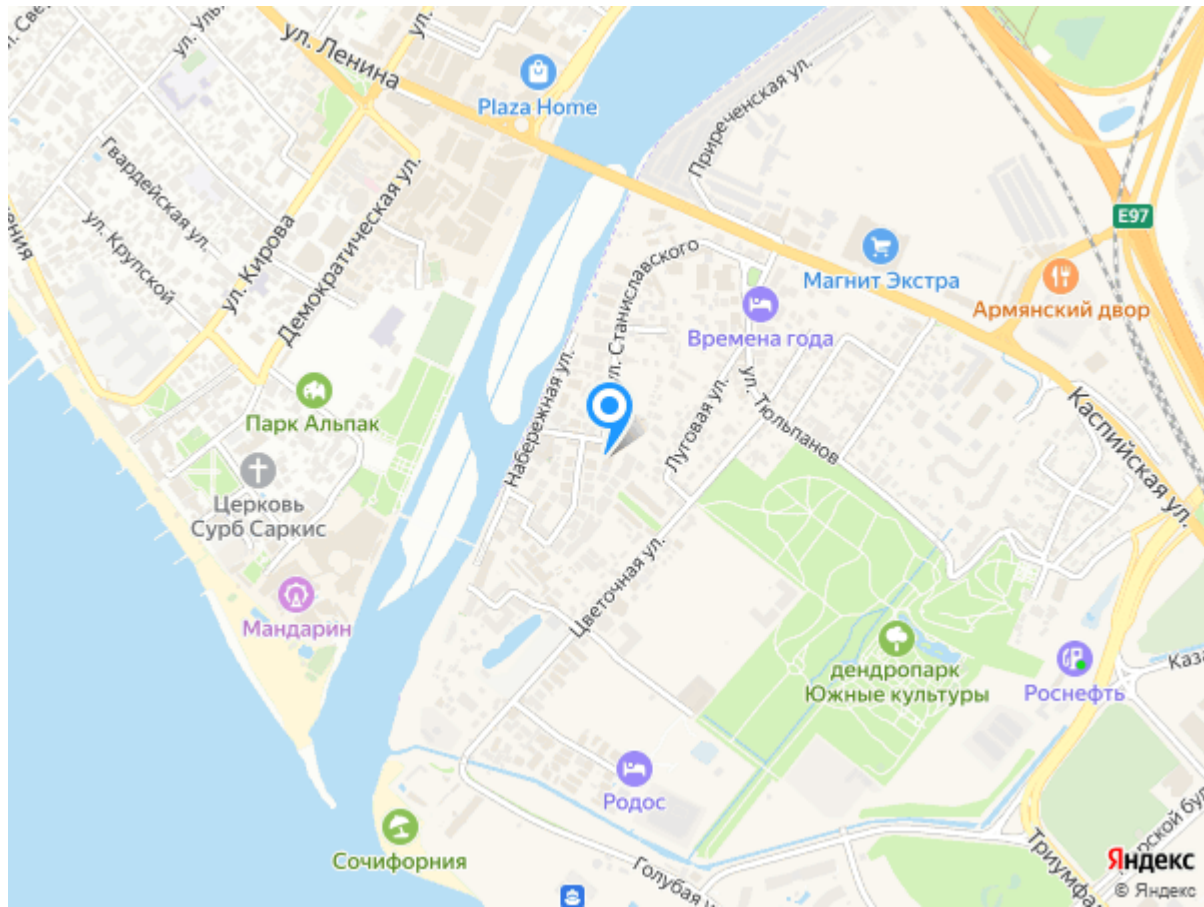 ул. Ленина
Plaza Home
Приреченская ул.
Гвардейская ул.
ул. Крупской
ул. Кирова
Демократическая ул.
E97
ул. Станиславского
Магнит Экстра
Армянский двор
Времена года
Набережная ул.
Луговая ул.
ул. Тюльпанов
Каспийская ул.
Парк Альпак
Церковь
Сурб Саркис
Мандарин
Цветочная ул.
дендропарк
Южные культуры
Роснефть
Родос
Сочифорния
Голубая
Яндекс
© Яндекс